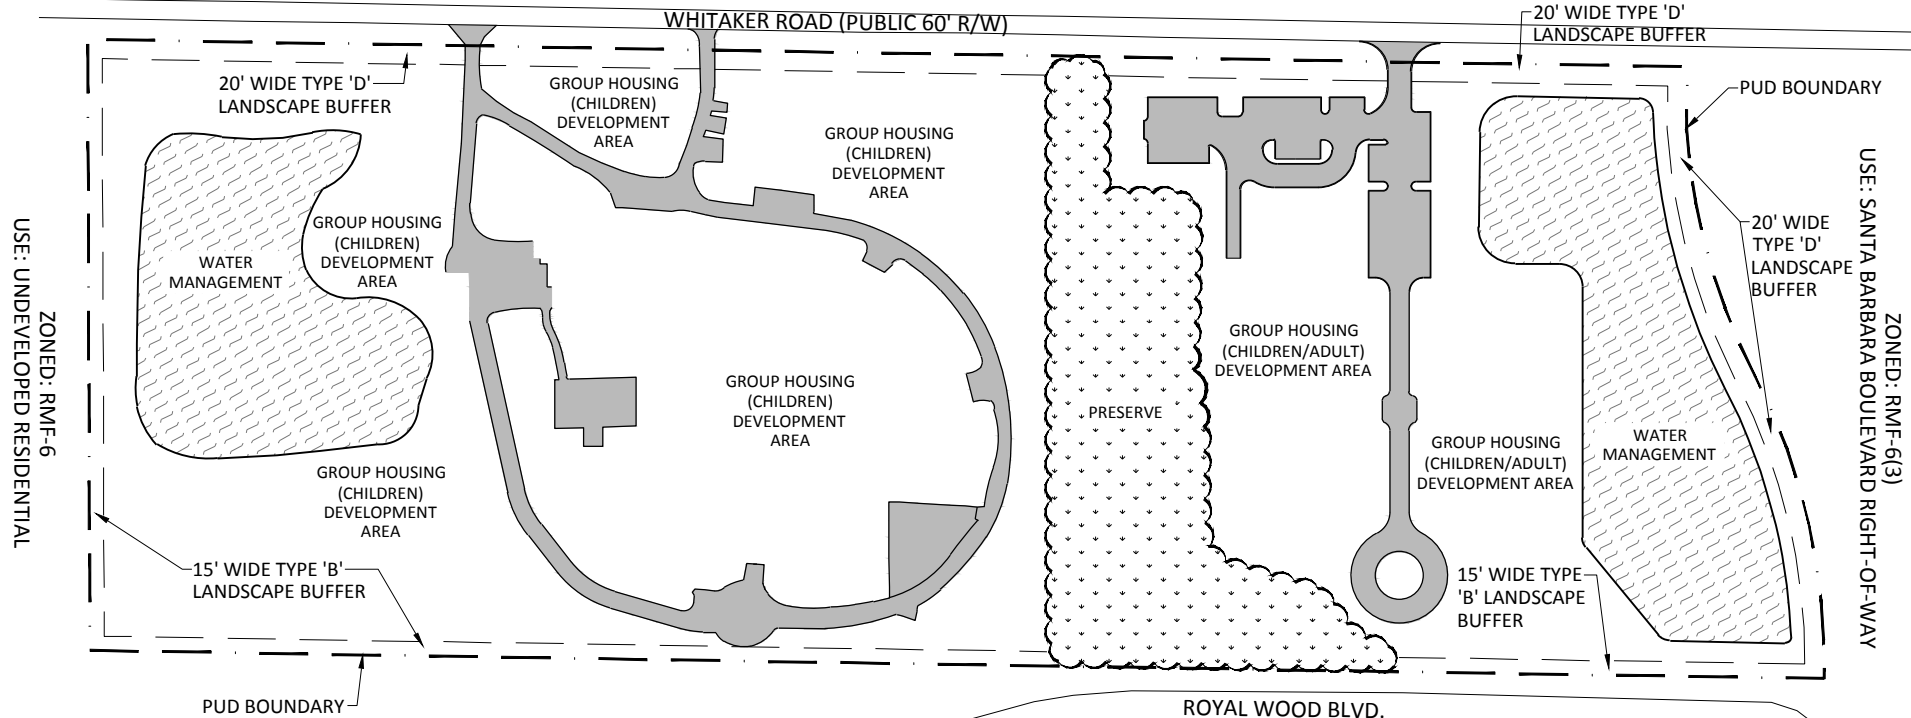 WHITAKER ROAD (PUBLIC 60' R/W)
20' WIDE TYPE 'D'
LANDSCAPE BUFFER
20' WIDE TYPE 'D'
LANDSCAPE BUFFER
GROUP HOUSING
(CHILDREN)
DEVELOPMENT
AREA
GROUP HOUSING
(CHILDREN)
DEVELOPMENT
AREA
PUD BOUNDARY
GROUP HOUSING
(CHILDREN)
DEVELOPMENT
AREA
WATER
MANAGEMENT
20' WIDE
TYPE 'D'
LANDSCAPE
BUFFER
ZONED: RMF-6
USE: UNDEVELOPED RESIDENTIAL
ZONED: RMF-6(3)
USE: SANTA BARBARA BOULEVARD RIGHT-OF-WAY
GROUP HOUSING
(CHILDREN/ADULT)
DEVELOPMENT AREA
GROUP HOUSING
(CHILDREN)
DEVELOPMENT
AREA
PRESERVE
GROUP HOUSING
(CHILDREN/ADULT)
DEVELOPMENT AREA
WATER
MANAGEMENT
GROUP HOUSING
(CHILDREN)
DEVELOPMENT
AREA
15' WIDE TYPE 'B'
LANDSCAPE BUFFER
15' WIDE TYPE
'B' LANDSCAPE
BUFFER
PUD BOUNDARY
ROYAL WOOD BLVD.